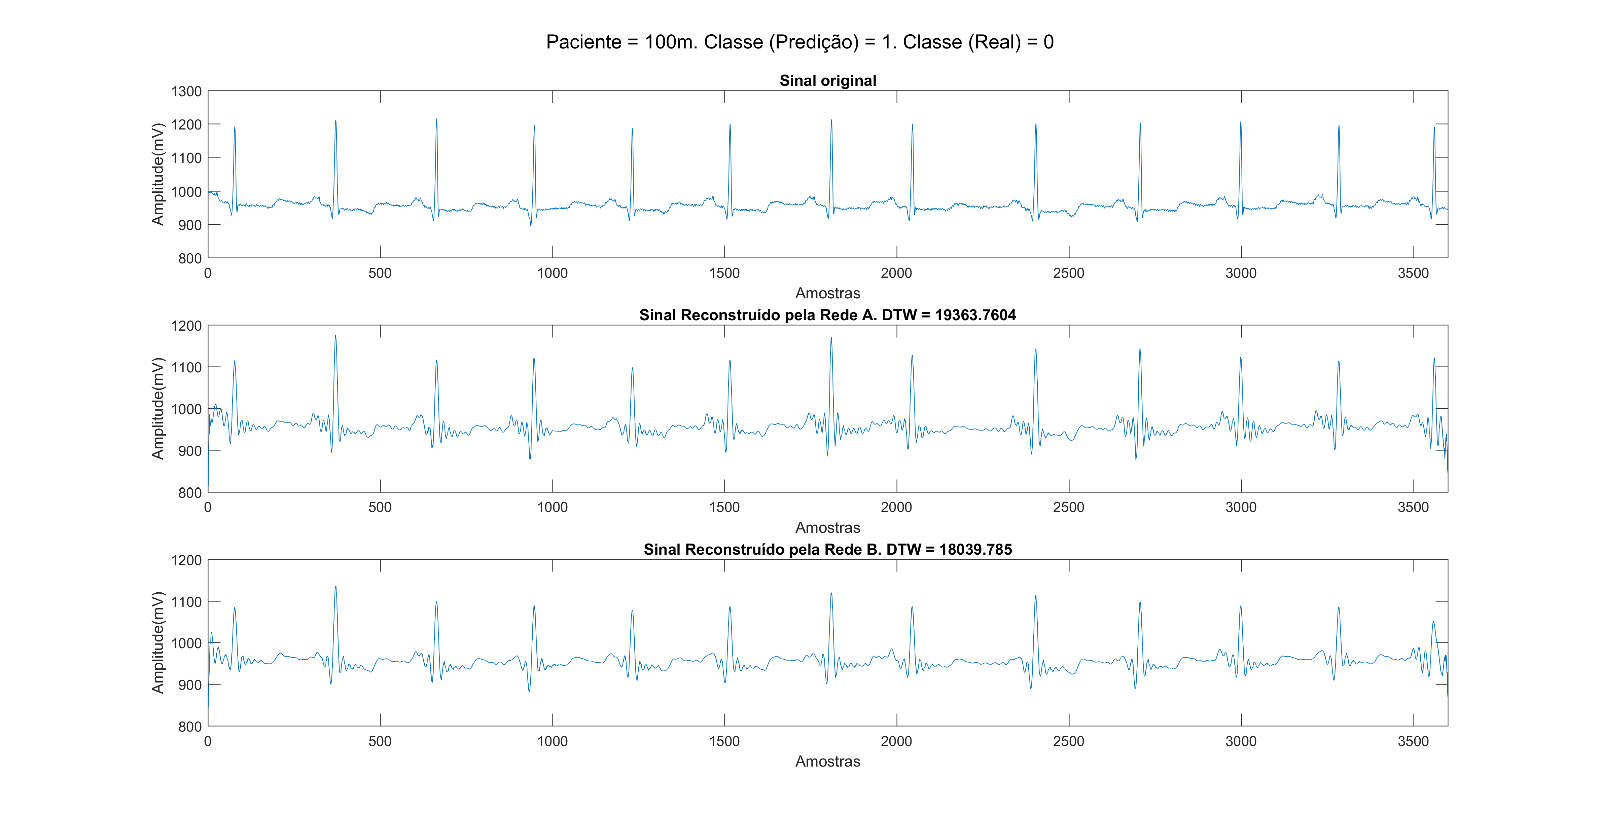 Paciente = 100m. Classe (Predição) = 1. Classe (Real) = 0
Sinal original
1300
1200
1100
1000
900
800
Amplitude(mV)
0 500 1000 1500 2000 2500 3000 3500
Amostras
Sinal Reconstruído pela Rede A. DTW = 19363.7604
1200
1100
1000
900
800
Amplitude(mV)
0 500 1000 1500 2000 2500 3000 3500
Amostras
Sinal Reconstruído pela Rede B. DTW = 18039.785
1200
1100
1000
900
800
Amplitude(mV)
0 500 1000 1500 2000 2500 3000 3500
Amostras